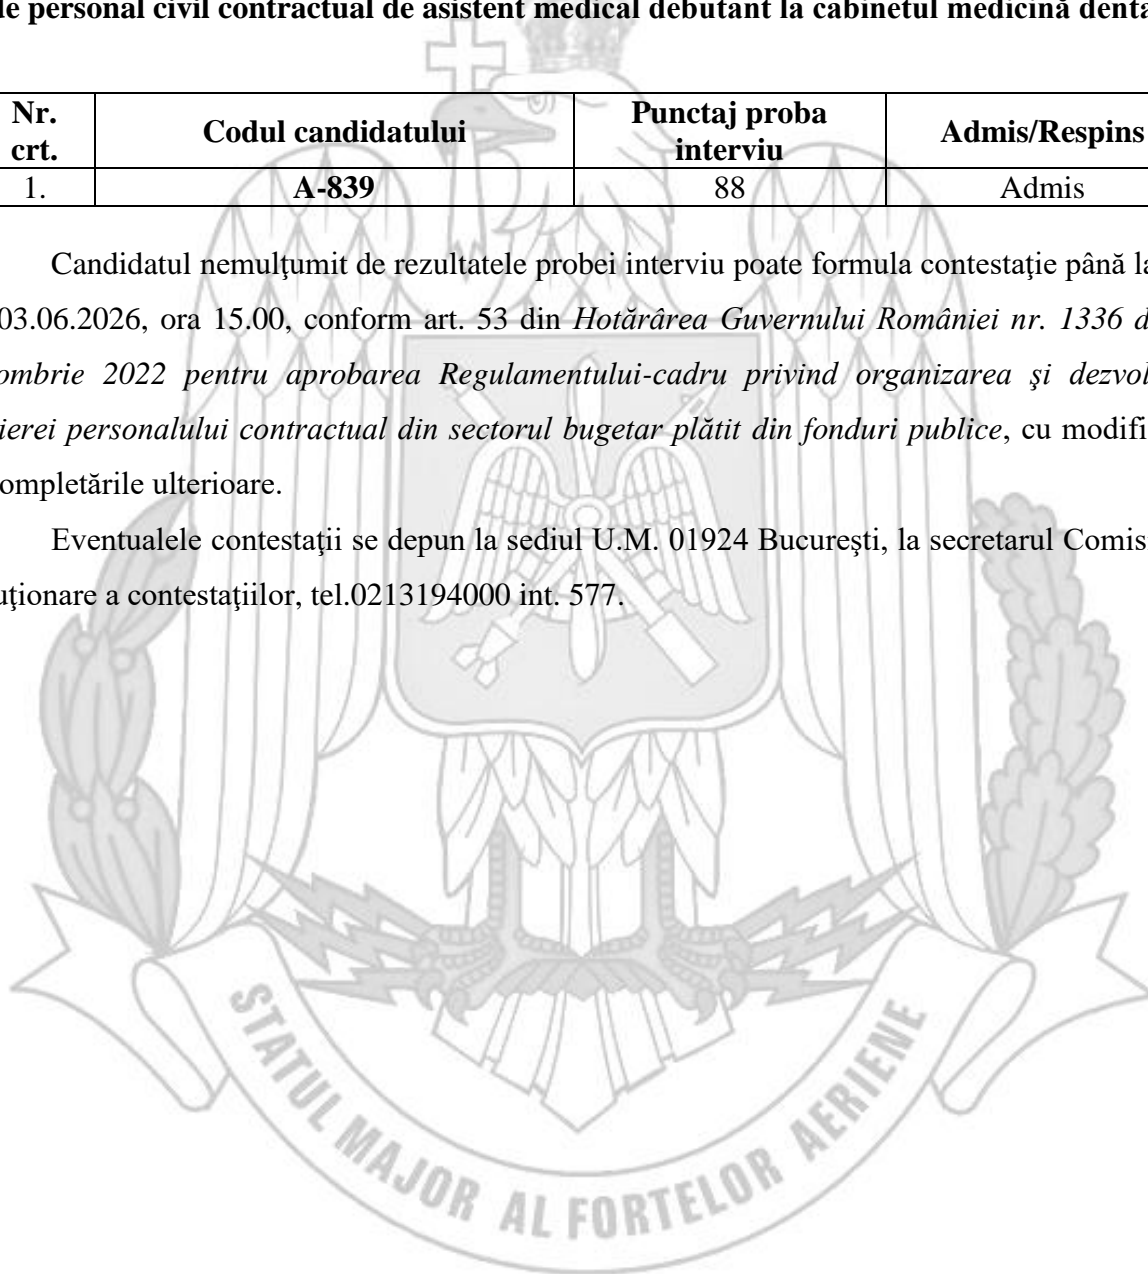 de personal civil contractual de asistent medical debutant la cabinetul medicină denta
Nr. crt. Codul candidatului Punctaj proba interviu Admis/Respins
1. A-839 88 Admis
Candidatul nemulţumit de rezultatele probei interviu poate formula contestaţie până la
03.06.2026, ora 15.00, conform art. 53 din Hotărârea Guvernului României nr. 1336 d
ombrie 2022 pentru aprobarea Regulamentului-cadru privind organizarea şi dezvol
ierei personalului contractual din sectorul bugetar plătit din fonduri publice, cu modifi
ompletările ulterioare.
Eventualele contestaţii se depun la sediul U.M. 01924 Bucureşti, la secretarul Comis
uţionare a contestaţiilor, tel.0213194000 int. 577.
STATUL MAJOR AL FORTELOR AERIENE